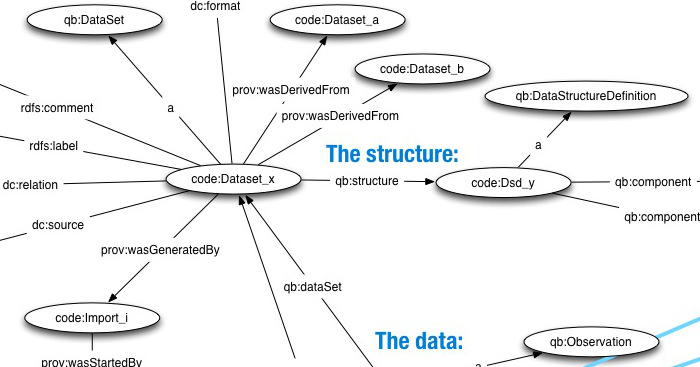 dc:format
qb:DataSet
code:Dataset_a
code:Dataset_b
prov:wasDerivedFrom
qb:DataStructureDefinition
rdfs:comment
a
prov:wasDerivedFrom
rdfs:label
a
The structure:
dc:relation
code:Dataset_x
qb:structure
code:Dsd_y
qb:component
qb:component
dc:source
prov:wasGeneratedBy
qb:dataSet
code:Import_i
The data:
qb:Observation
prov:wasStartedBy
a